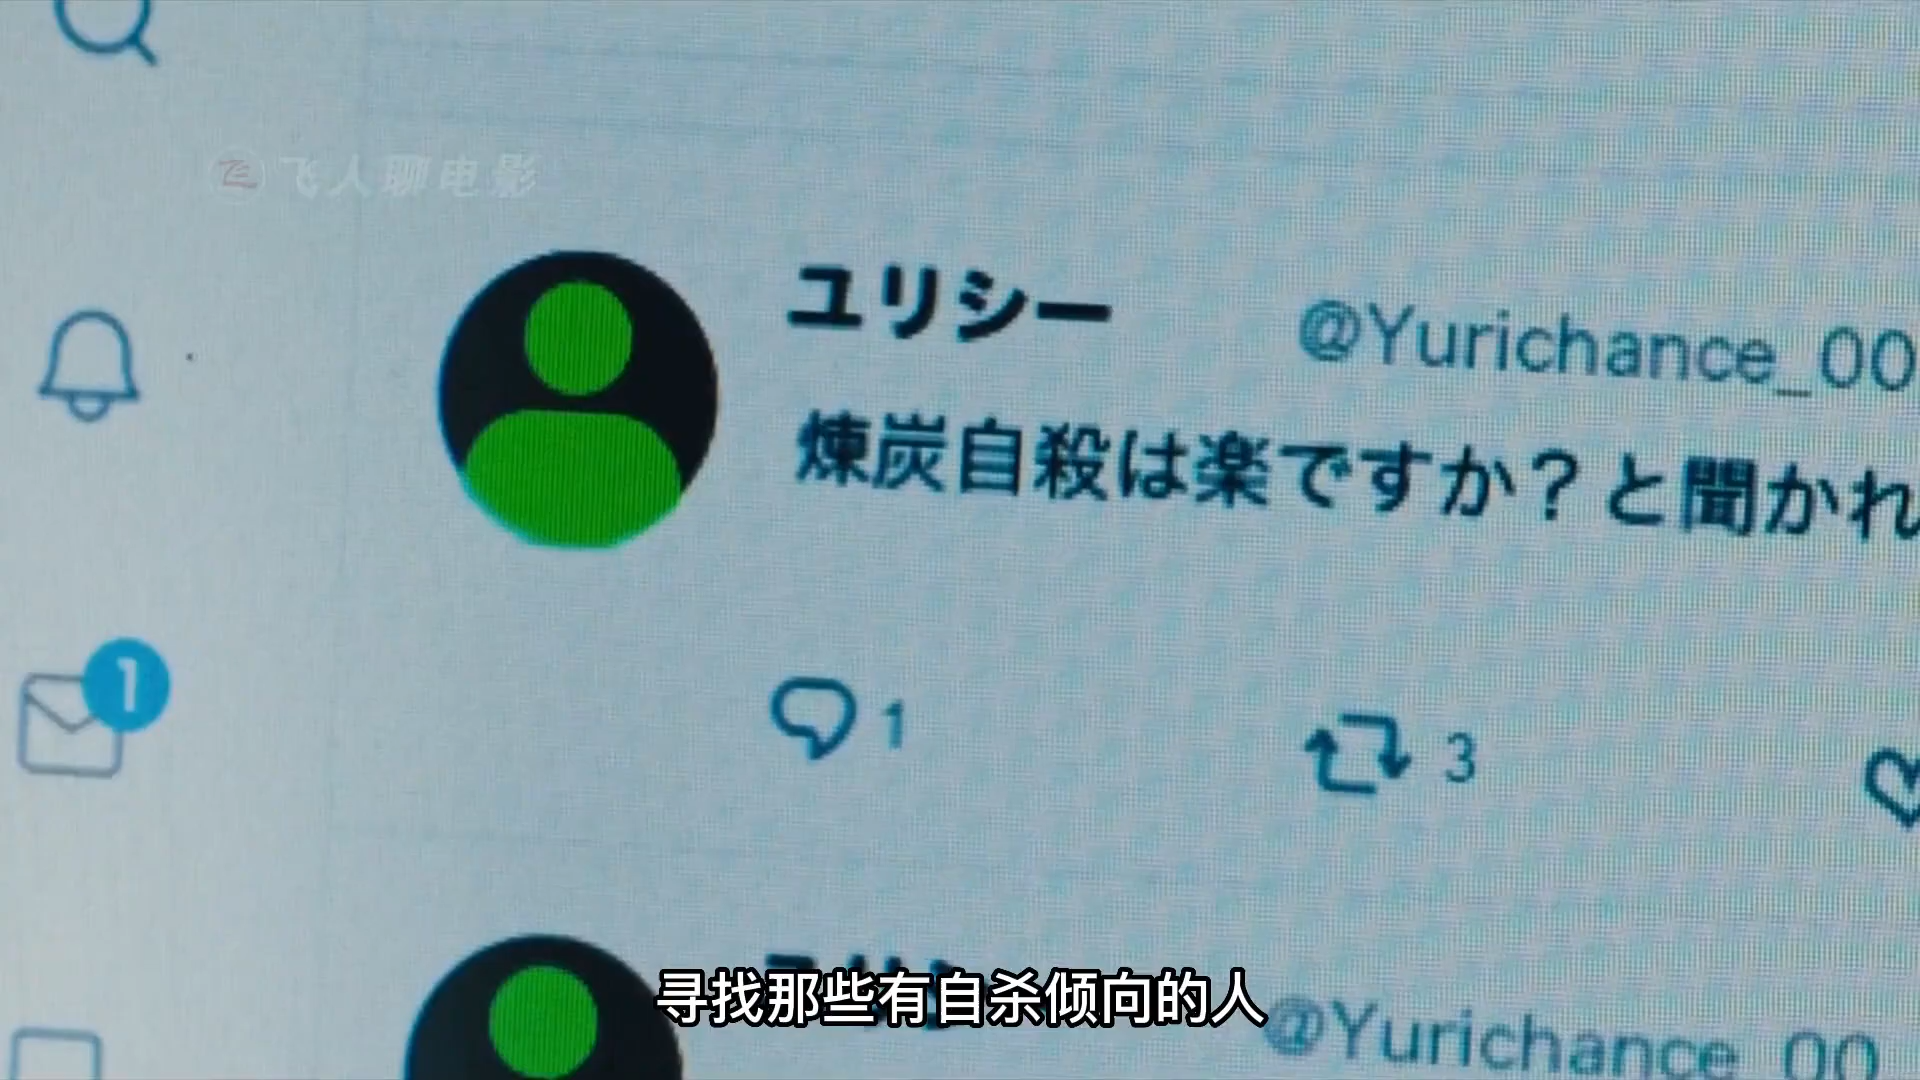 飞人聊电影
ユリシー @Yurichance_00
煉炭自殺は楽ですか？と聞かれ
1
1 3
寻找那些有自杀倾向的人
@Yurichance_00